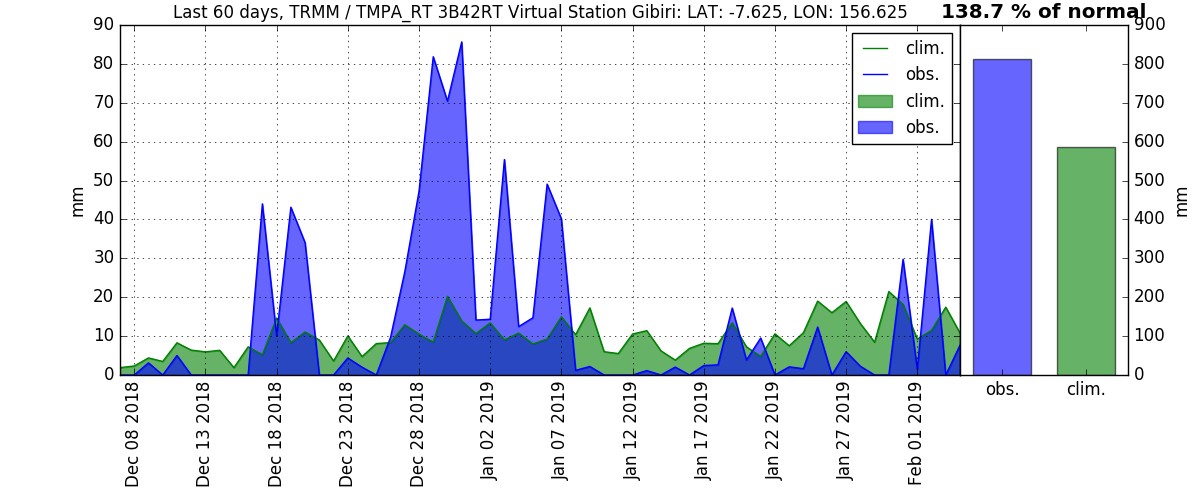 Last 60 days, TRMM / TMPA_RT 3B42RT Virtual Station Gibiri: LAT: -7.625, LON: 156.625
138.7 % of normal
90
80
70
60
50
40
30
20
10
0
mm
clim.
obs.
clim.
obs.
900
800
700
600
500
400
300
200
100
0
mm
obs.
clim.
Dec 08 2018
Dec 13 2018
Dec 18 2018
Dec 23 2018
Dec 28 2018
Jan 02 2019
Jan 07 2019
Jan 12 2019
Jan 17 2019
Jan 22 2019
Jan 27 2019
Feb 01 2019